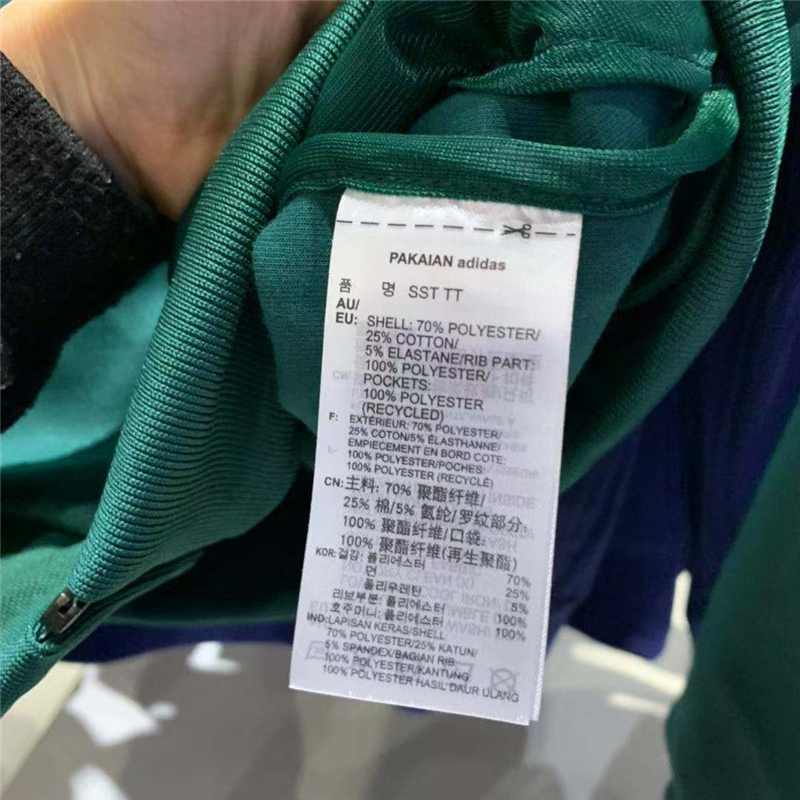 PAKAIAN adidas
품 명 SST TT
AU/
EU: SHELL: 70% POLYESTER/
25% COTTON/
5% ELASTANE/RIB PART:
100% POLYESTER/
POCKETS:
100% POLYESTER
(RECYCLED)
F: EXTÉRIEUR: 70% POLYESTER/
25% COTON/5% ÉLASTHANNE/
EMPIECEMENT EN BORD COTE:
100% POLYESTER/POCHES:
100% POLYESTER (RECYCLÉ)
CN: 主料: 70% 聚酯纤维/
25% 棉/5% 氨纶/罗纹部分:
100% 聚酯纤维/口袋:
100% 聚酯纤维(再生聚酯)
KOR: 겉감: 폴리에스터 70%
면 25%
폴리우레탄 5%
리브부분: 폴리에스터 100%
호주머니: 폴리에스터 100%
IND: LAPISAN KERAS/SHELL
70% POLYESTER/25% KATUN/
5% SPANDEX/BAGIAN RIB:
100% POLYESTER/KANTUNG
100% POLYESTER HASIL DAUR ULANG